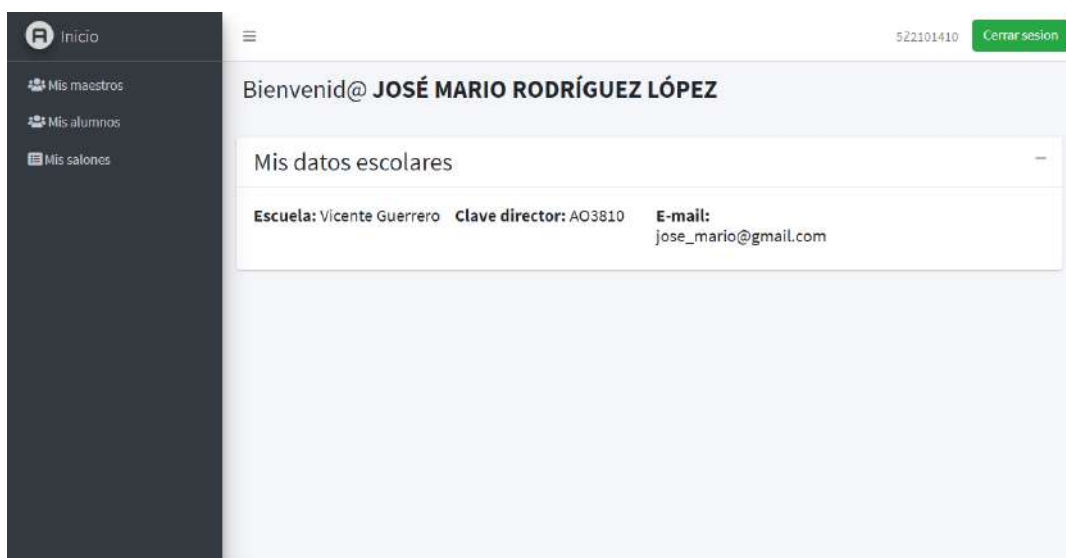 Inicio
5Z2101410
Cerrar sesion
Mis maestros
Mis alumnos
Mis salones
Bienvenid@ JOSÉ MARIO RODRÍGUEZ LÓPEZ
Mis datos escolares
Escuela: Vicente Guerrero Clave director: AO3810 E-mail:
jose_mario@gmail.com